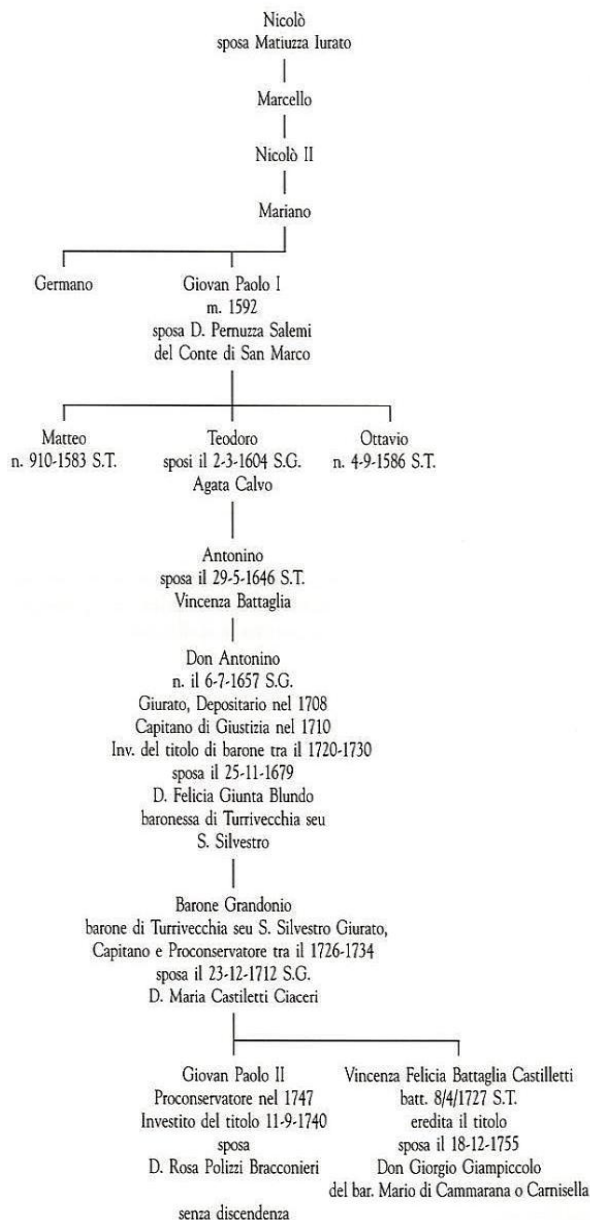 Nicolò
sposa Matiuzza Iurato
Marcello
Nicolò II
Mariano
Germano
Giovan Paolo I
m. 1592
sposa D. Pernuzza Salemi
del Conte di San Marco
Matteo
n. 910-1583 S.T.
Teodoro
sposi il 2-3-1604 S.G.
Agata Calvo
Ottavio
n. 4-9-1586 S.T.
Antonino
sposa il 29-5-1646 S.T.
Vincenza Battaglia
Don Antonino
n. il 6-7-1657 S.G.
Giurato, Depositario nel 1708
Capitano di Giustizia nel 1710
Inv. del titolo di barone tra il 1720-1730
sposa il 25-11-1679
D. Felicia Giunta Blundo
baronessa di Turrivecchia seu
S. Silvestro
Barone Grandonio
barone di Turrivecchia seu S. Silvestro Giurato,
Capitano e Proconservatore tra il 1726-1734
sposa il 23-12-1712 S.G.
D. Maria Castiletti Ciaceri
Giovan Paolo II
Proconservatore nel 1747
Investito del titolo 11-9-1740
sposa
D. Rosa Polizzi Bracconieri
senza discendenza
Vincenza Felicia Battaglia Castilletti
batt. 8/4/1727 S.T.
eredita il titolo
sposa il 18-12-1755
Don Giorgio Giampiccolo
del bar. Mario di Cammarana o Carnisella